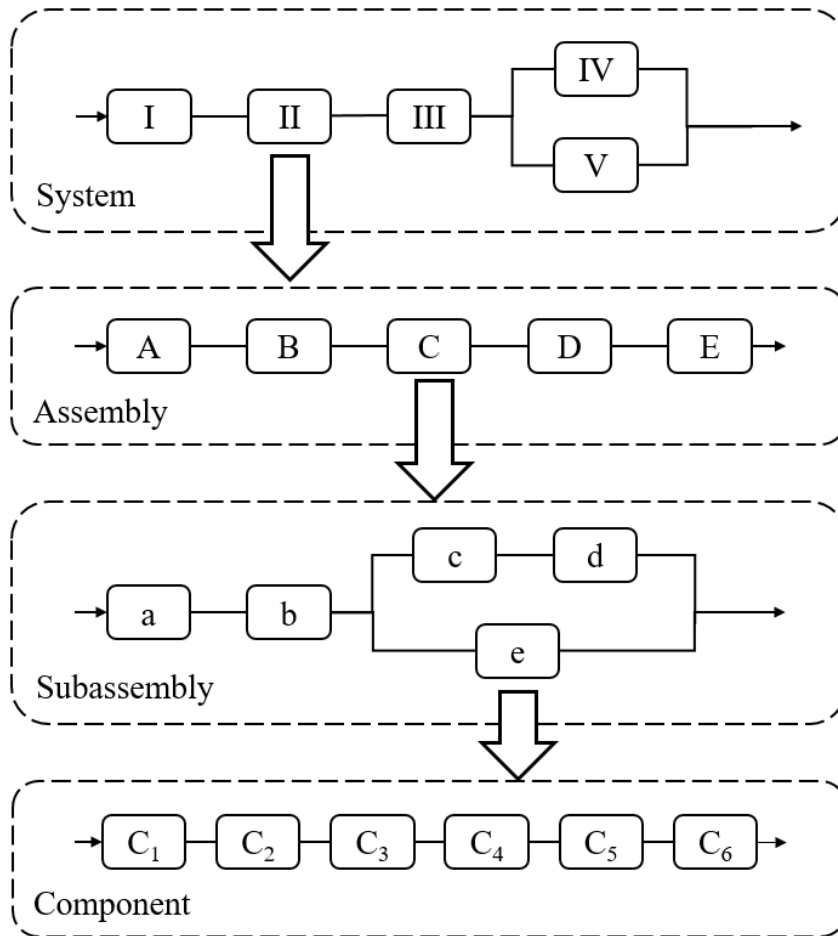 IV
I II III
V
System
A B C D E
Assembly
c d
a b
e
Subassembly
C₁ C₂ C₃ C₄ C₅ C₆
Component